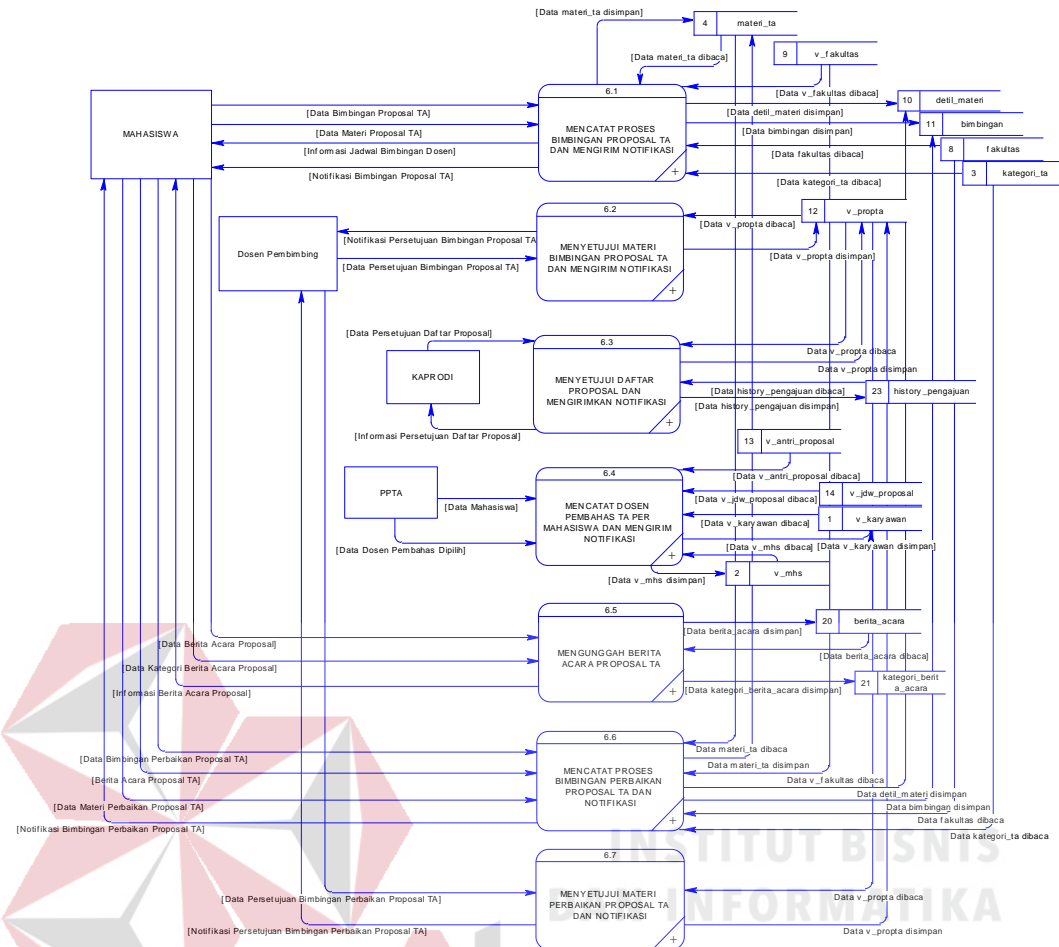 [Data materi_ta disimpan]
4 materi_ta
9 v_fakultas
[Data materi_ta dibaca]
6.1
MENCATAT PROSES
BIMBINGAN PROPOSAL TA
DAN MENGIRIM NOTIFIKASI
+
[Data v_fakultas dibaca]
10 detil_materi
[Data detil_materi disimpan]
11 bimbingan
[Data bimbingan disimpan]
8 fakultas
[Data fakultas dibaca]
3 kategori_ta
[Data kategori_ta dibaca]
MAHASISWA
[Data Bimbingan Proposal TA]
[Data Materi Proposal TA]
[Informasi Jadwal Bimbingan Dosen]
[Notifikasi Bimbingan Proposal TA]
6.2
MENYETUJUI MATERI
BIMBINGAN PROPOSAL TA
DAN MENGIRIM NOTIFIKASI
+
12 v_propta
[Data v_propta dibaca]
[Data v_propta disimpan]
Dosen Pembimbing
[Notifikasi Persetujuan Bimbingan Proposal TA
[Data Persetujuan Bimbingan Proposal TA]
[Data Persetujuan Daftar Proposal]
KAPRODI
[Informasi Persetujuan Daftar Proposal]
6.3
MENYETUJUI DAFTAR
PROPOSAL DAN
MENGIRIMKAN NOTIFIKASI
+
Data v_propta dibaca
Data v_propta disimpan
[Data history_pengajuan dibaca]
23 history_pengajuan
[Data history_pengajuan disimpan]
13 v_antri_proposal
[Data v_antri_proposal dibaca]
PPTA
[Data Mahasiswa]
[Data Dosen Pembahas Dipilih]
6.4
MENCATAT DOSEN
PEMBAHAS TA PER
MAHASISWA DAN MENGIRIM
NOTIFIKASI
+
14 v_jdw_proposal
[Data v_jdw_proposal dibaca]
1 v_karyawan
[Data v_karyawan dibaca]
[Data v_mhs dibaca]
[Data v_karyawan disimpan]
2 v_mhs
[Data v_mhs disimpan]
6.5
MENGUNGGAH BERITA
ACARA PROPOSAL TA
+
20 berita_acara
[Data berita_acara disimpan]
[Data berita_acara dibaca]
21 kategori_berit
a_acara
[Data kategori_berita_acara disimpan]
[Data Berita Acara Proposal]
[Data Kategori Berita Acara Proposal]
[Informasi Berita Acara Proposal]
6.6
MENCATAT PROSES
BIMBINGAN PERBAIKAN
PROPOSAL TA DAN
NOTIFIKASI
+
Data materi_ta dibaca
Data materi_ta disimpan
Data v_fakultas dibaca
Data detil_materi disimpan
Data bimbingan disimpan
Data fakultas dibaca
Data kategori_ta dibaca
[Data Bimbingan Perbaikan Proposal TA]
[Berita Acara Proposal TA]
[Data Materi Perbaikan Proposal TA]
[Notifikasi Bimbingan Perbaikan Proposal TA]
6.7
MENYETUJUI MATERI
PERBAIKAN PROPOSAL TA
DAN NOTIFIKASI
+
Data v_propta dibaca
Data v_propta disimpan
[Data Persetujuan Bimbingan Perbaikan Proposal TA]
[Notifikasi Persetujuan Bimbingan Perbaikan Proposal TA]
INSTITUT BISNIS
INFORMATIKA